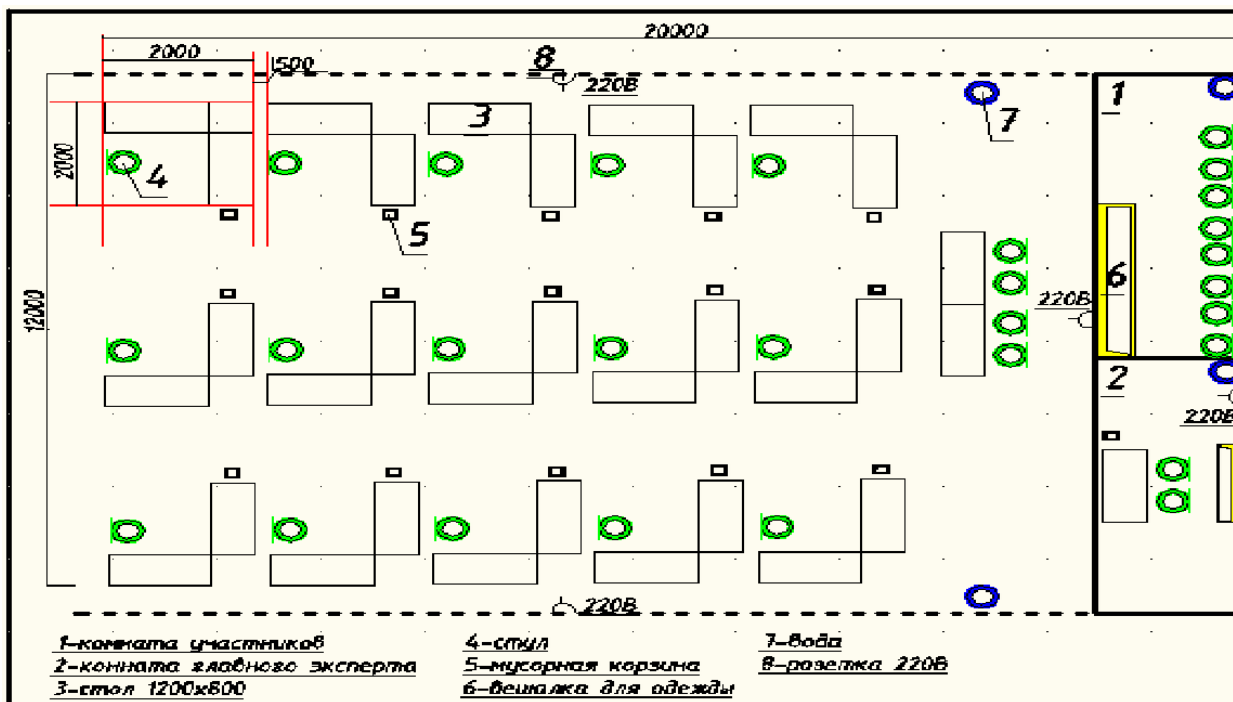 20000
2000
1500
8
220В
1
3
7
2000
4
5
12000
6
220В
2
220В
220В
1-комната участников
2-комната главного эксперта
3-стол 1200х800
4-стул
5-мусорная корзина
6-вешалка для одежды
7-вода
8-розетка 220В